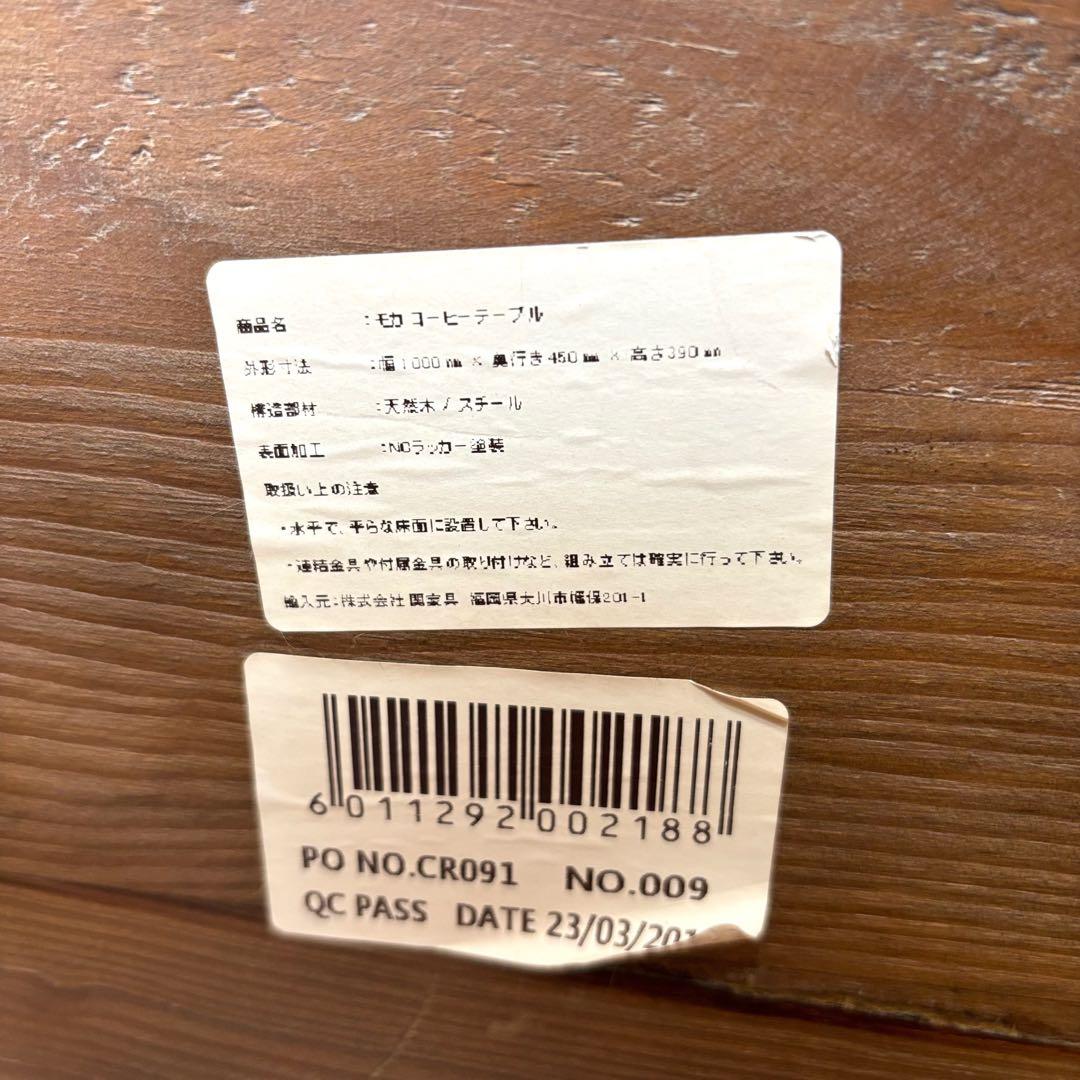 商品名 :モカ コーヒーテーブル
外形寸法 :幅1000mm × 奥行き450mm × 高さ390mm
構造部材 :天然木/スチール
表面加工 :NCラッカー塗装
取扱い上の注意
・水平で、平らな床面に設置して下さい。
・連結金具や付属金具の取り付けなど、組み立ては確実に行って下さい。
輸入元:株式会社 関家具 福岡県大川市幡保201-1
6 011292 002188
PO NO.CR091 NO.009
QC PASS DATE 23/03/201